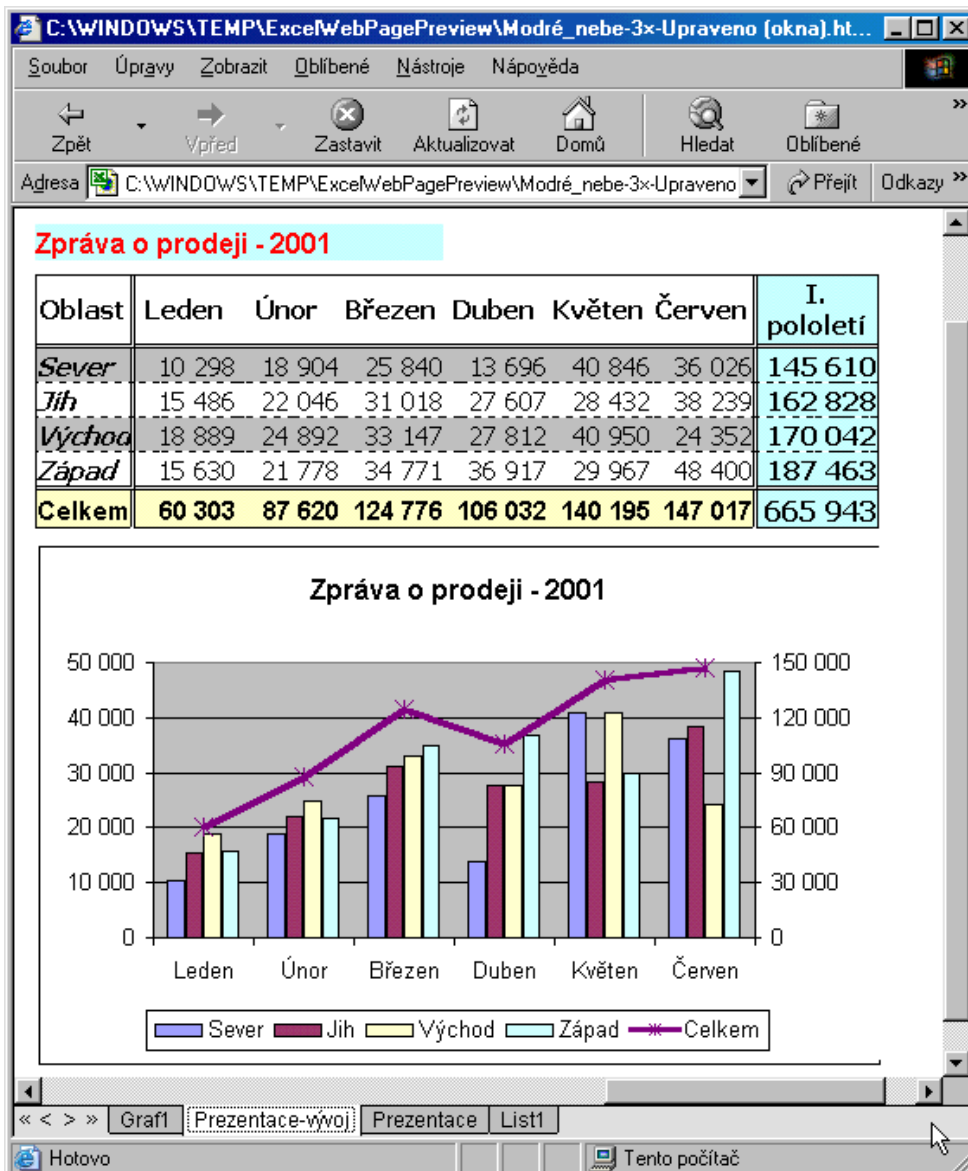 C:\WINDOWS\TEMP\ExcelWebPagePreview\Modré_nebe-3×-Upraveno (okna).ht...
Soubor Úpravy Zobrazit Oblíbené Nástroje Nápověda
Zpět Vpřed Zastavit Aktualizovat Domů Hledat Oblíbené »
Adresa C:\WINDOWS\TEMP\ExcelWebPagePreview\Modré_nebe-3×-Upraveno Přejít Odkazy »
Zpráva o prodeji - 2001
Oblast Leden Únor Březen Duben Květen Červen I. pololetí
Sever 10 298 18 904 25 840 13 696 40 846 36 026 145 610
Jih 15 486 22 046 31 018 27 607 28 432 38 239 162 828
Východ 18 889 24 892 33 147 27 812 40 950 24 352 170 042
Západ 15 630 21 778 34 771 36 917 29 967 48 400 187 463
Celkem 60 303 87 620 124 776 106 032 140 195 147 017 665 943
Zpráva o prodeji - 2001
50 000 150 000
40 000 120 000
30 000 90 000
20 000 60 000
10 000 30 000
0 0
Leden Únor Březen Duben Květen Červen
Sever Jih Východ Západ Celkem
« < > » Graf1 Prezentace-vývoj Prezentace List1
Hotovo Tento počítač